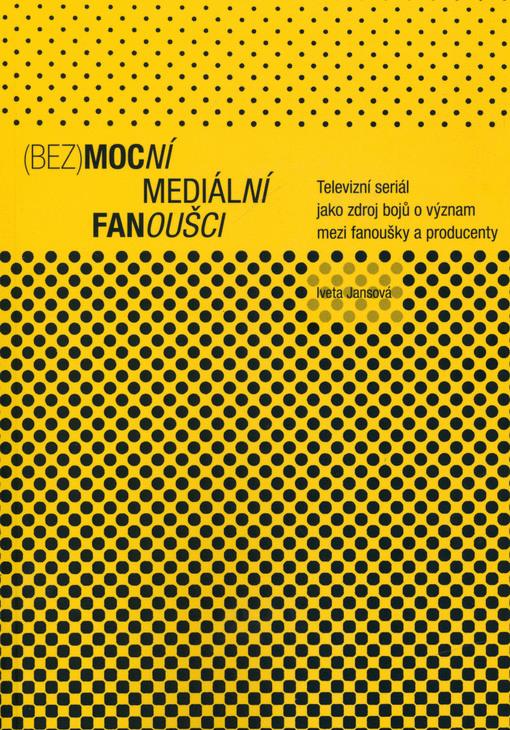 (BEZ)MOCNÍ
MEDIÁLNÍ
FANOUŠCI
Televizní seriál
jako zdroj bojů o význam
mezi fanoušky a producenty
Iveta Jansová